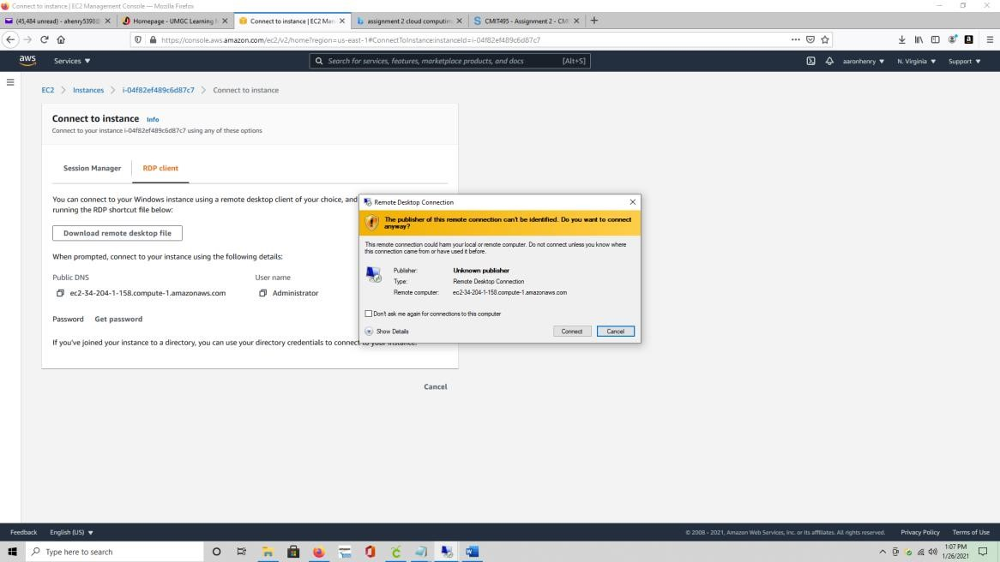 Connect to instance | EC2 Management Console — Mozilla Firefox
(45,484 unread) - ahenry5398@
Homepage - UMGC Learning
Connect to instance | EC2 Man
assignment 2 cloud computin
CMIT495 - Assignment 2 - CM
https://console.aws.amazon.com/ec2/v2/home?region=us-east-1#ConnectToInstance:instanceId=i-04f82ef489c6d87c7
aws
Services
Search for services, features, marketplace products, and docs
[Alt+S]
aaronhenry
N. Virginia
Support
EC2 > Instances > i-04f82ef489c6d87c7 > Connect to instance
Connect to instance Info
Connect to your instance i-04f82ef489c6d87c7 using any of these options
Session Manager
RDP client
You can connect to your Windows instance using a remote desktop client of your choice, and
running the RDP shortcut file below:
Download remote desktop file
When prompted, connect to your instance using the following details:
Public DNS
User name
ec2-34-204-1-158.compute-1.amazonaws.com
Administrator
Password Get password
If you've joined your instance to a directory, you can use your directory credentials to connect to your instance.
Cancel
Remote Desktop Connection
The publisher of this remote connection can't be identified. Do you want to connect
anyway?
This remote connection could harm your local or remote computer. Do not connect unless you know where
this connection came from or have used it before.
Publisher: Unknown publisher
Type: Remote Desktop Connection
Remote computer: ec2-34-204-1-158.compute-1.amazonaws.com
Don't ask me again for connections to this computer
Show Details
Connect
Cancel
Feedback
English (US)
© 2008 - 2021, Amazon Web Services, Inc. or its affiliates. All rights reserved.
Privacy Policy
Terms of Use
Type here to search
1:07 PM
1/26/2021